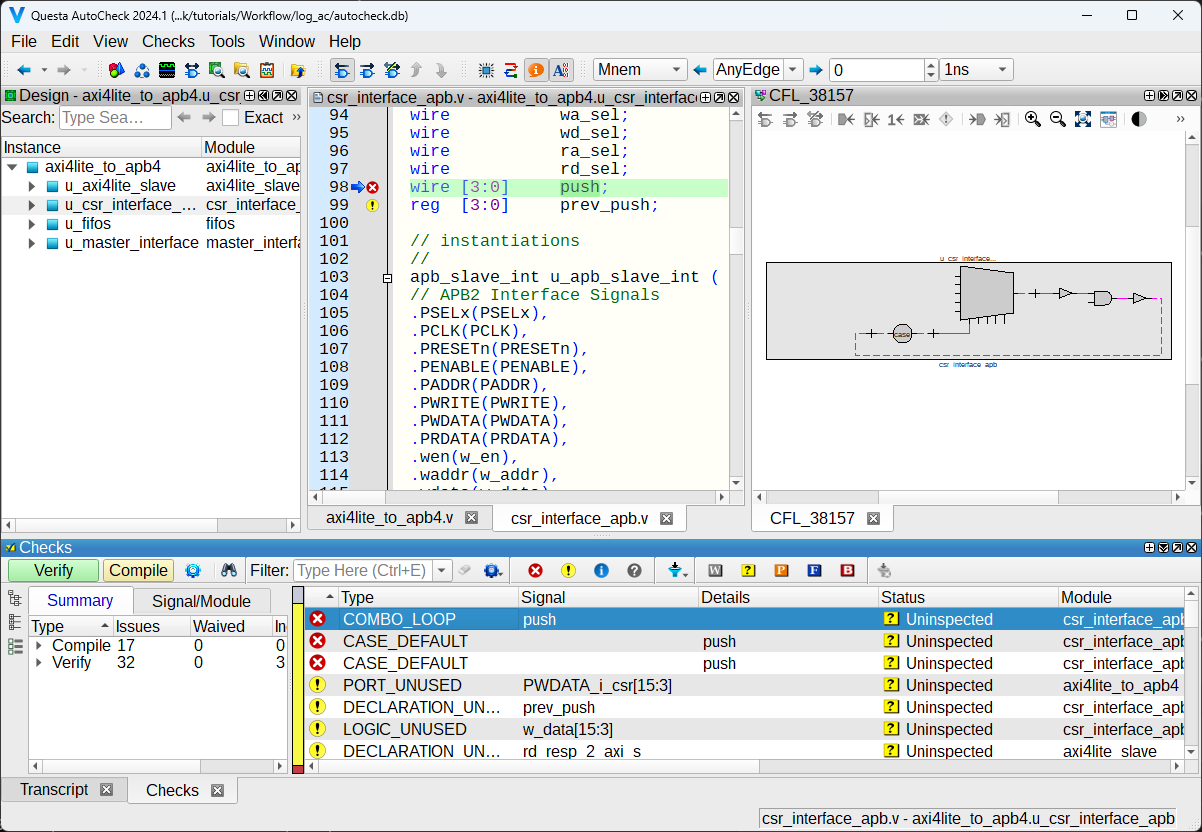 Questa AutoCheck 2024.1 (...k/tutorials/Workflow/log_ac/autocheck.db)
File Edit View Checks Tools Window Help
Mnem AnyEdge 0 1ns
Design - axi4lite_to_apb4.u_csr_
Search: Type Sea... Exact »
Instance Module
axi4lite_to_apb4 axi4lite_to_ap
u_axi4lite_slave axi4lite_slave
u_csr_interface_... csr_interface_
u_fifos fifos
u_master_interface master_interfa
csr_interface_apb.v - axi4lite_to_apb4.u_csr_interfac
94 wire wa_sel;
95 wire wd_sel;
96 wire ra_sel;
97 wire rd_sel;
98 wire [3:0] push;
99 reg [3:0] prev_push;
100
101 // instantiations
102 //
103 apb_slave_int u_apb_slave_int (
104 // APB2 Interface Signals
105 .PSELx(PSELx),
106 .PCLK(PCLK),
107 .PRESETn(PRESETn),
108 .PENABLE(PENABLE),
109 .PADDR(PADDR),
110 .PWRITE(PWRITE),
111 .PWDATA(PWDATA),
112 .PRDATA(PRDATA),
113 .wen(w_en),
114 .waddr(w_addr),
axi4lite_to_apb4.v csr_interface_apb.v
CFL_38157
»
u_csr_interface...
case
csr_interface_apb
CFL_38157
Checks
Verify Compile Filter: Type Here (Ctrl+E) W ? P F B
Summary Signal/Module
Type Issues Waived In
Compile 17 0 0
Verify 32 0 3
Type Signal Details Status Module
COMBO_LOOP push Uninspected csr_interface_apb
CASE_DEFAULT push Uninspected csr_interface_apb
CASE_DEFAULT push Uninspected csr_interface_apb
PORT_UNUSED PWDATA_i_csr[15:3] Uninspected axi4lite_to_apb4
DECLARATION_UN... prev_push Uninspected csr_interface_apb
LOGIC_UNUSED w_data[15:3] Uninspected csr_interface_apb
DECLARATION_UN... rd_resp_2_axi_s Uninspected axi4lite_slave
Transcript Checks
csr_interface_apb.v - axi4lite_to_apb4.u_csr_interface_apb